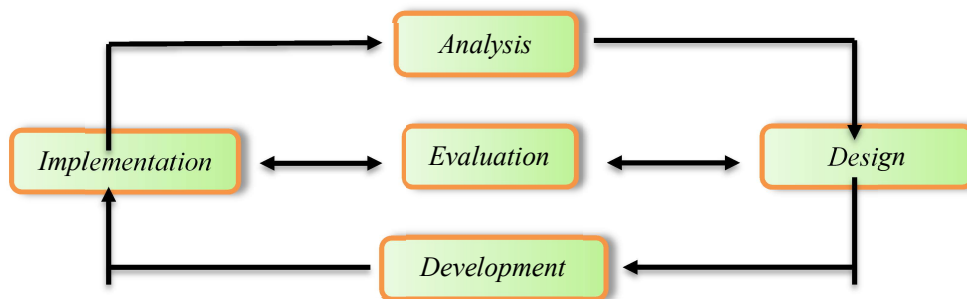 Analysis
Implementation
Evaluation
Design
Development